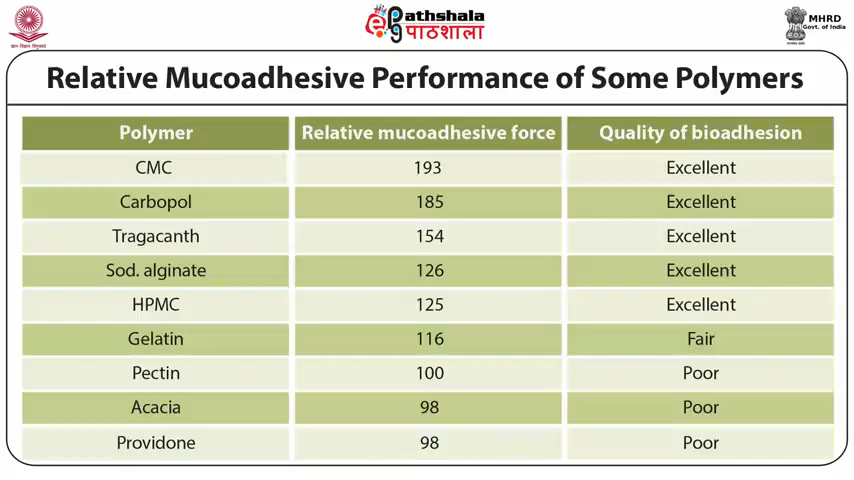 ePathshala
पाठशाला
MHRD
Govt. of India
Relative Mucoadhesive Performance of Some Polymers
Polymer Relative mucoadhesive force Quality of bioadhesion
CMC 193 Excellent
Carbopol 185 Excellent
Tragacanth 154 Excellent
Sod. alginate 126 Excellent
HPMC 125 Excellent
Gelatin 116 Fair
Pectin 100 Poor
Acacia 98 Poor
Providone 98 Poor